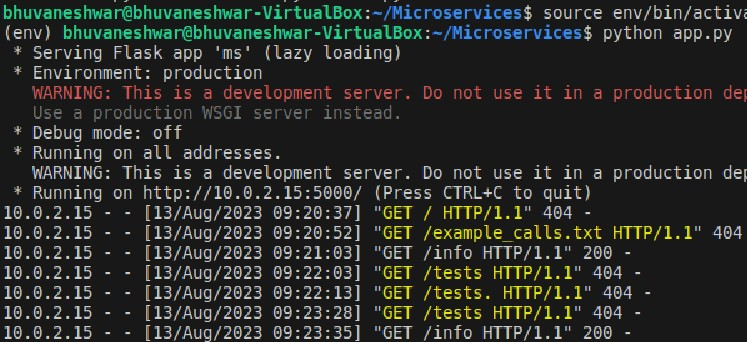 bhuvaneshwar@bhuvaneshwar-VirtualBox:~/Microservices$ source env/bin/activa
(env) bhuvaneshwar@bhuvaneshwar-VirtualBox:~/Microservices$ python app.py
 * Serving Flask app 'ms' (lazy loading)
 * Environment: production
   WARNING: This is a development server. Do not use it in a production dep
   Use a production WSGI server instead.
 * Debug mode: off
 * Running on all addresses.
   WARNING: This is a development server. Do not use it in a production dep
 * Running on http://10.0.2.15:5000/ (Press CTRL+C to quit)
10.0.2.15 - - [13/Aug/2023 09:20:37] "GET / HTTP/1.1" 404 -
10.0.2.15 - - [13/Aug/2023 09:20:52] "GET /example_calls.txt HTTP/1.1" 404
10.0.2.15 - - [13/Aug/2023 09:21:03] "GET /info HTTP/1.1" 200 -
10.0.2.15 - - [13/Aug/2023 09:22:03] "GET /tests HTTP/1.1" 404 -
10.0.2.15 - - [13/Aug/2023 09:22:13] "GET /tests. HTTP/1.1" 404 -
10.0.2.15 - - [13/Aug/2023 09:23:28] "GET /tests HTTP/1.1" 404 -
10.0.2.15 - - [13/Aug/2023 09:23:35] "GET /info HTTP/1.1" 200 -